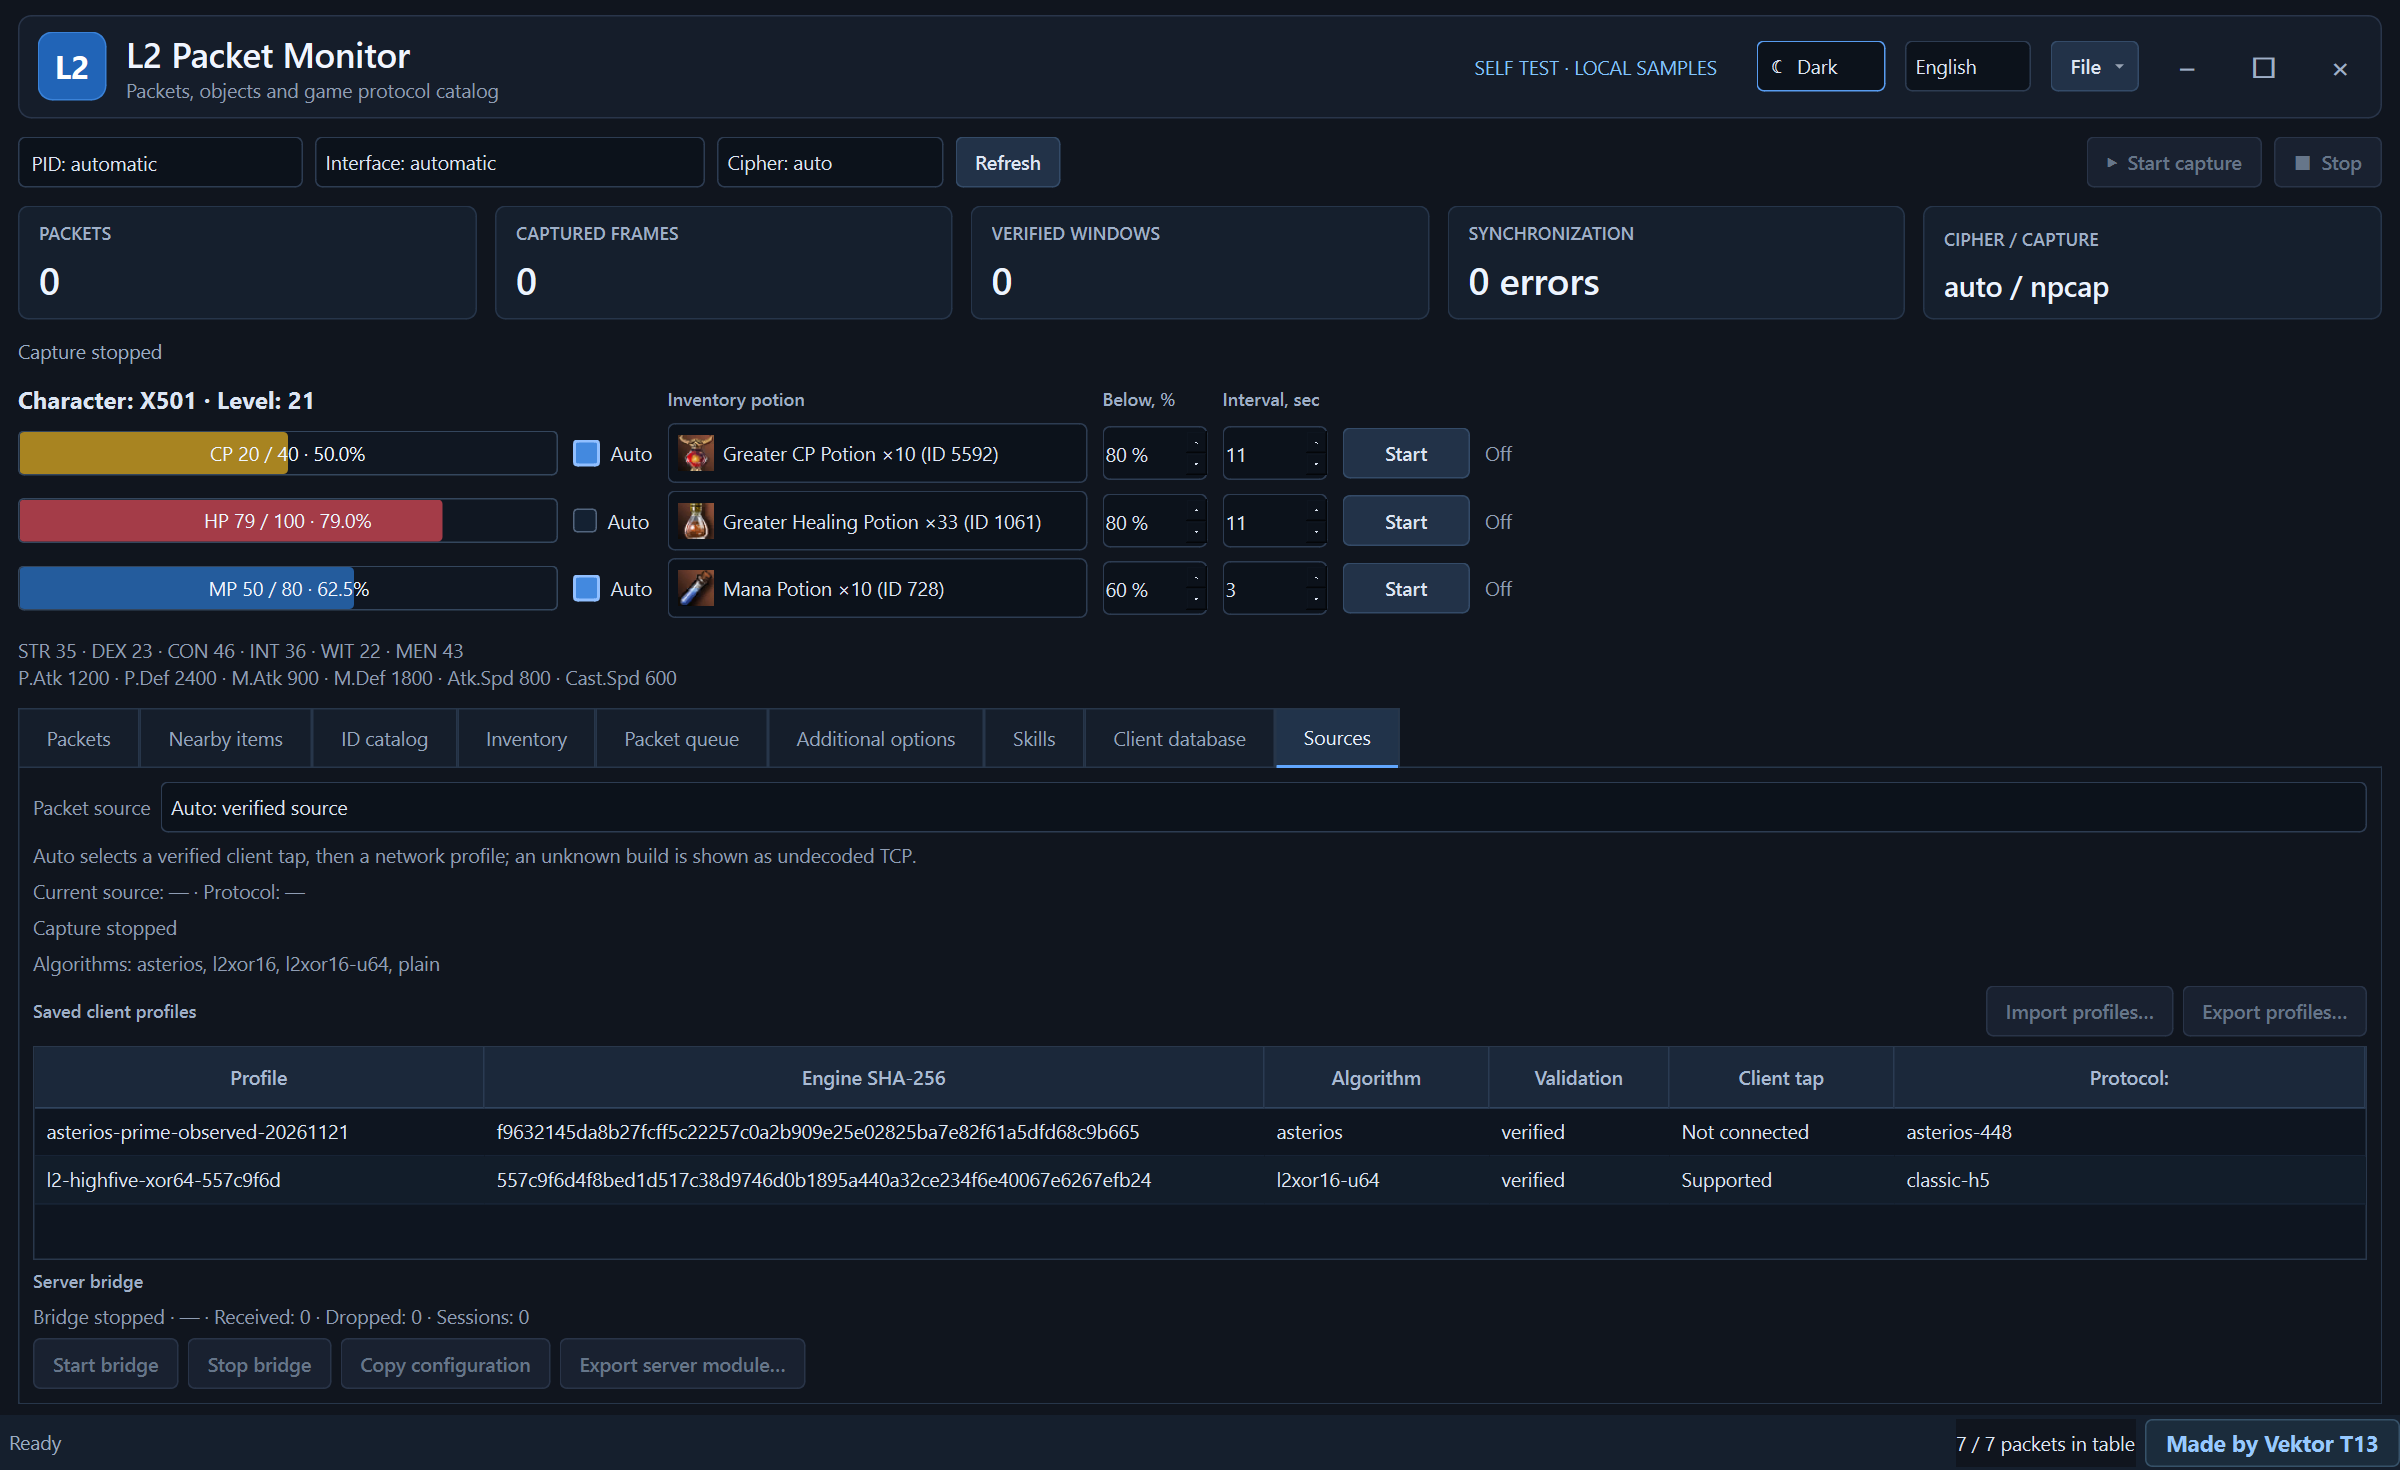 L2
L2 Packet Monitor
Packets, objects and game protocol catalog
SELF TEST · LOCAL SAMPLES
☾ Dark
English
File
PID: automatic
Interface: automatic
Cipher: auto
Refresh
Start capture
Stop
PACKETS
0
CAPTURED FRAMES
0
VERIFIED WINDOWS
0
SYNCHRONIZATION
0 errors
CIPHER / CAPTURE
auto / npcap
Capture stopped
Character: X501 · Level: 21
Inventory potion
Below, %
Interval, sec
CP 20 / 40 · 50.0%
Auto
Greater CP Potion ×10 (ID 5592)
80 %
11
Start
Off
HP 79 / 100 · 79.0%
Auto
Greater Healing Potion ×33 (ID 1061)
80 %
11
Start
Off
MP 50 / 80 · 62.5%
Auto
Mana Potion ×10 (ID 728)
60 %
3
Start
Off
STR 35 · DEX 23 · CON 46 · INT 36 · WIT 22 · MEN 43
P.Atk 1200 · P.Def 2400 · M.Atk 900 · M.Def 1800 · Atk.Spd 800 · Cast.Spd 600
Packets
Nearby items
ID catalog
Inventory
Packet queue
Additional options
Skills
Client database
Sources
Packet source
Auto: verified source
Auto selects a verified client tap, then a network profile; an unknown build is shown as undecoded TCP.
Current source: — · Protocol: —
Capture stopped
Algorithms: asterios, l2xor16, l2xor16-u64, plain
Saved client profiles
Import profiles...
Export profiles...
Profile
Engine SHA-256
Algorithm
Validation
Client tap
Protocol:
asterios-prime-observed-20261121
f9632145da8b27fcff5c22257c0a2b909e25e02825ba7e82f61a5dfd68c9b665
asterios
verified
Not connected
asterios-448
l2-highfive-xor64-557c9f6d
557c9f6d4f8bed1d517c38d9746d0b1895a440a32ce234f6e40067e6267efb24
l2xor16-u64
verified
Supported
classic-h5
Server bridge
Bridge stopped · — · Received: 0 · Dropped: 0 · Sessions: 0
Start bridge
Stop bridge
Copy configuration
Export server module...
Ready
7 / 7 packets in table
Made by Vektor T13